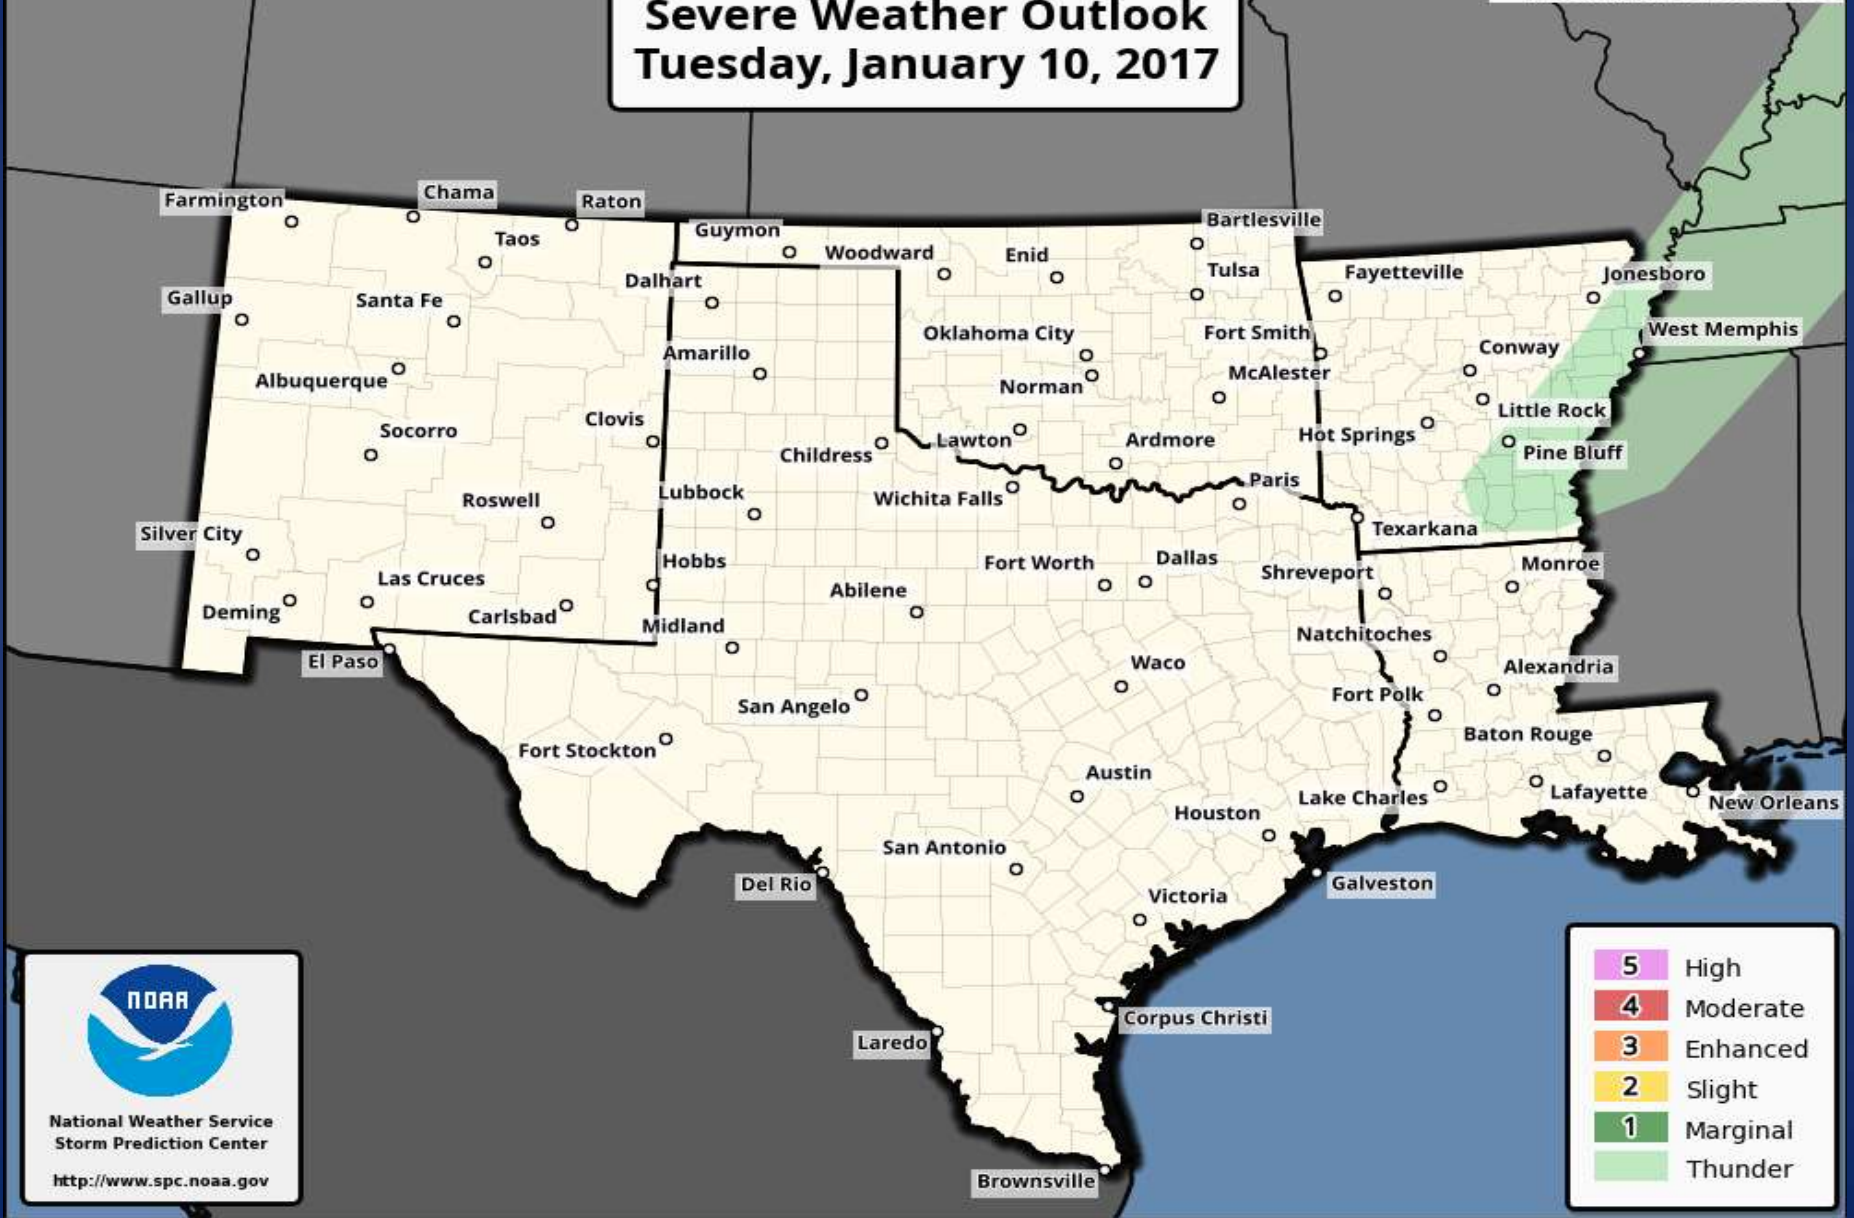 Severe Weather Outlook
Tuesday, January 10, 2017
Farmington
Chama
Raton
Guymon
Bartlesville
Taos
Woodward
Enid
Tulsa
Fayetteville
Jonesboro
Dalhart
Gallup
Santa Fe
Oklahoma City
Fort Smith
West Memphis
Amarillo
Conway
Albuquerque
Norman
McAlester
Clovis
Little Rock
Socorro
Childress
Lawton
Ardmore
Hot Springs
Pine Bluff
Roswell
Lubbock
Wichita Falls
Paris
Texarkana
Silver City
Hobbs
Fort Worth
Dallas
Shreveport
Monroe
Las Cruces
Abilene
Deming
Carlsbad
Midland
Natchitoches
El Paso
Waco
Alexandria
San Angelo
Fort Polk
Fort Stockton
Baton Rouge
Austin
Lake Charles
Lafayette
New Orleans
Houston
San Antonio
Del Rio
Galveston
Victoria
Corpus Christi
Laredo
Brownsville
NOAA
National Weather Service
Storm Prediction Center
http://www.spc.noaa.gov
5 High
4 Moderate
3 Enhanced
2 Slight
1 Marginal
Thunder